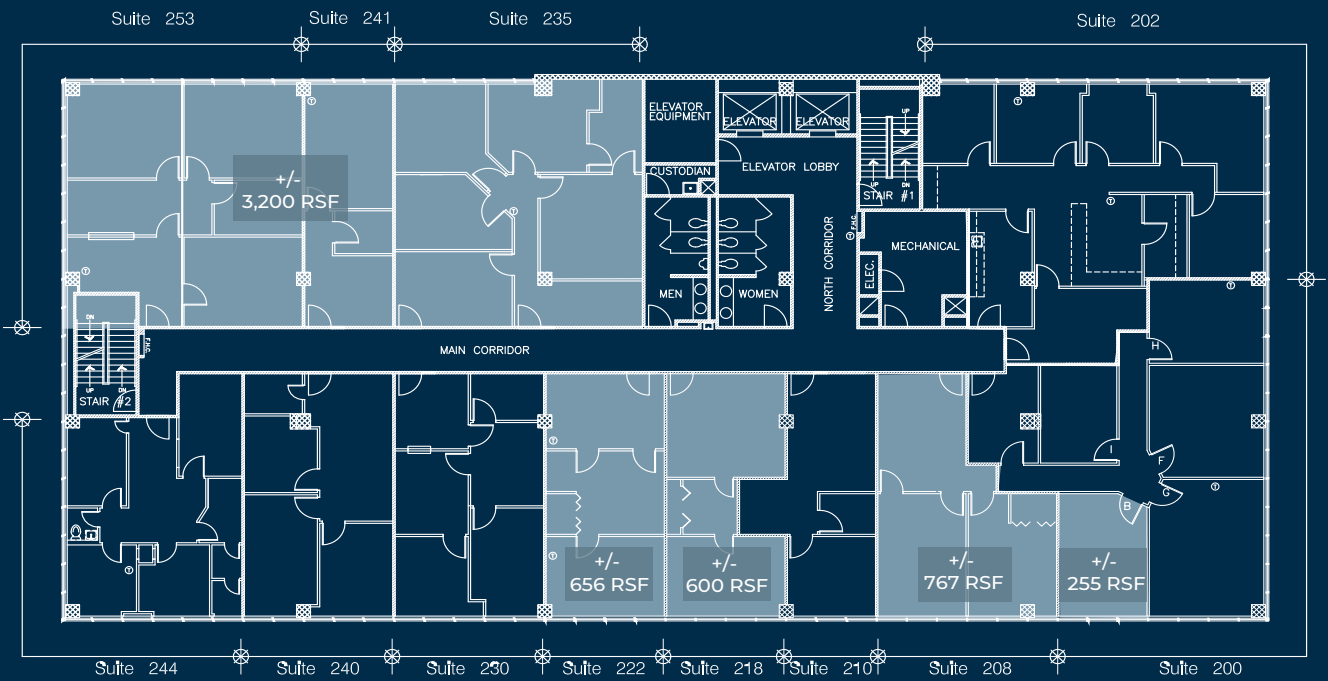 Suite 253
Suite 241
Suite 235
Suite 202
ELEVATOR
EQUIPMENT
ELEVATOR
ELEVATOR
UP
CUSTODIAN
ELEVATOR LOBBY
+/-
3,200 RSF
UP
DN
STAIR #1
T
T
T
T
T
T
F.H.C.
NORTH CORRIDOR
MECHANICAL
ELEC.
MEN
WOMEN
DN
F.H.C.
MAIN CORRIDOR
H
UP
DN
STAIR #2
T
I
F
G
T
B
T
T
+/-
656 RSF
+/-
600 RSF
+/-
767 RSF
+/-
255 RSF
Suite 244
Suite 240
Suite 230
Suite 222
Suite 218
Suite 210
Suite 208
Suite 200